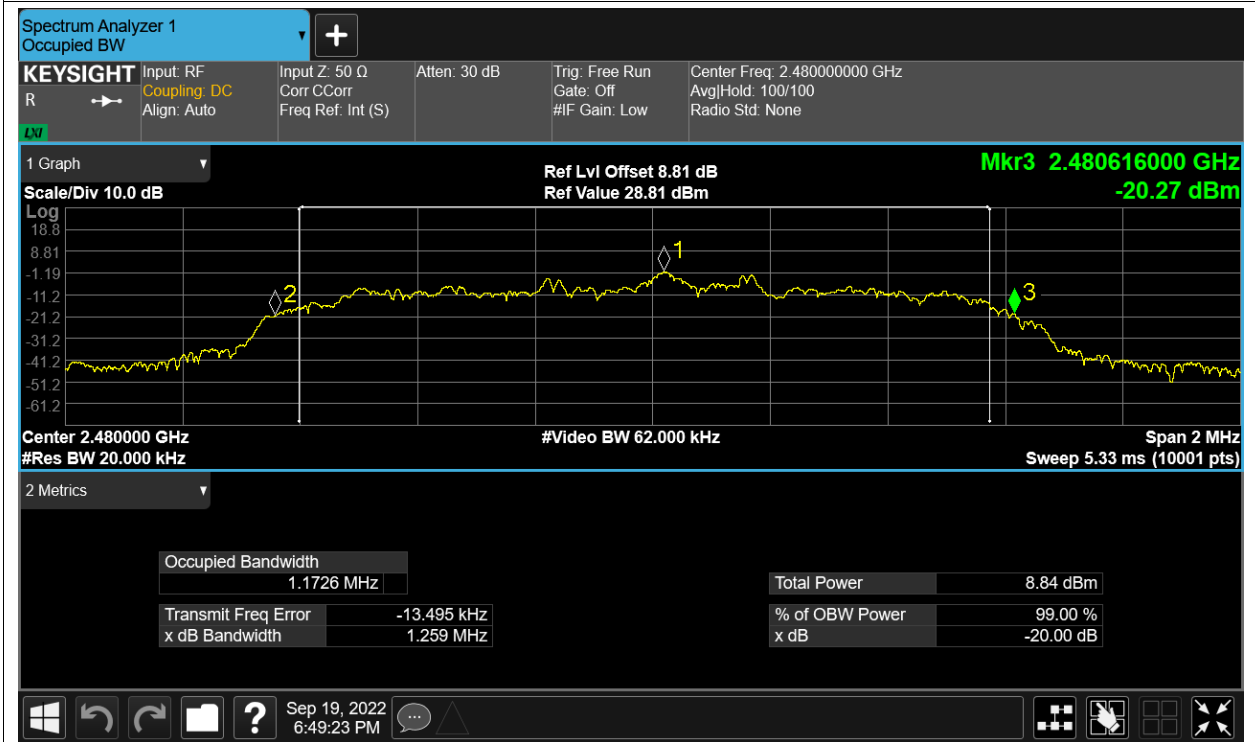 Spectrum Analyzer 1
Occupied BW
KEYSIGHT
R
LXI
Input: RF
Coupling: DC
Align: Auto
Input Z: 50 Ω
Corr CCorr
Freq Ref: Int (S)
Atten: 30 dB
Trig: Free Run
Gate: Off
#IF Gain: Low
Center Freq: 2.480000000 GHz
Avg|Hold: 100/100
Radio Std: None
1 Graph
Scale/Div 10.0 dB
Ref Lvl Offset 8.81 dB
Ref Value 28.81 dBm
Mkr3 2.480616000 GHz
-20.27 dBm
Log
18.8
8.81
-1.19
-11.2
-21.2
-31.2
-41.2
-51.2
-61.2
1
2
3
Center 2.480000 GHz
#Video BW 62.000 kHz
Span 2 MHz
#Res BW 20.000 kHz
Sweep 5.33 ms (10001 pts)
2 Metrics
Occupied Bandwidth
1.1726 MHz
Total Power 8.84 dBm
Transmit Freq Error -13.495 kHz
% of OBW Power 99.00 %
x dB Bandwidth 1.259 MHz
x dB -20.00 dB
?
Sep 19, 2022
6:49:23 PM